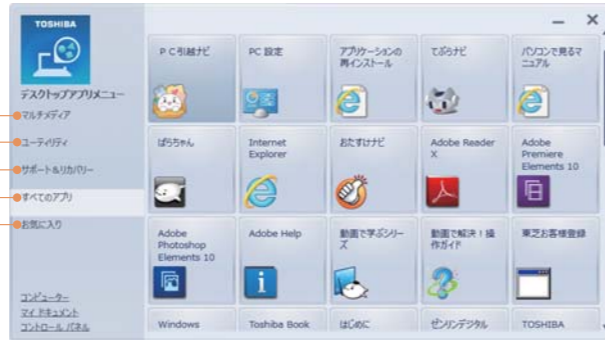 TOSHIBA
デスクトップアプリメニュー
マルチメディア
ユーティリティ
サポート&リカバリー
すべてのアプリ
お気に入り
コンピューター
マイ ドキュメント
コントロール パネル
PC引越ナビ
PC 設定
アプリケーションの
再インストール
てぶらナビ
パソコンで見るマ
ニュアル
ぱらちゃん
Internet
Explorer
おたすけナビ
Adobe Reader
X
Adobe
Premiere
Elements 10
Adobe
Photoshop
Elements 10
Adobe Help
動画で学ぶシリー
ズ
動画で解決!操
作ガイド
東芝お客様登録
Windows
Toshiba Book
はじめに
ゼンリンデジタル
TOSHIBA